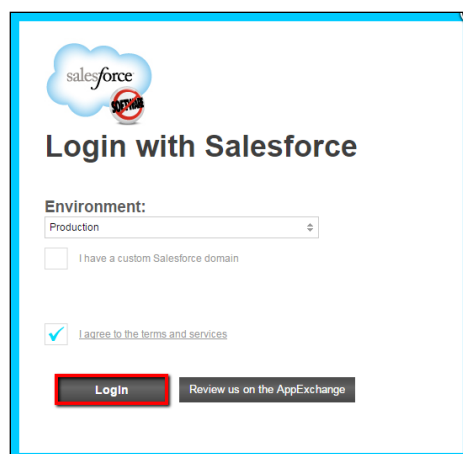 salesforce
SOFTWARE
Login with Salesforce
Environment:
Production
I have a custom Salesforce domain
I agree to the terms and services
Login Review us on the AppExchange